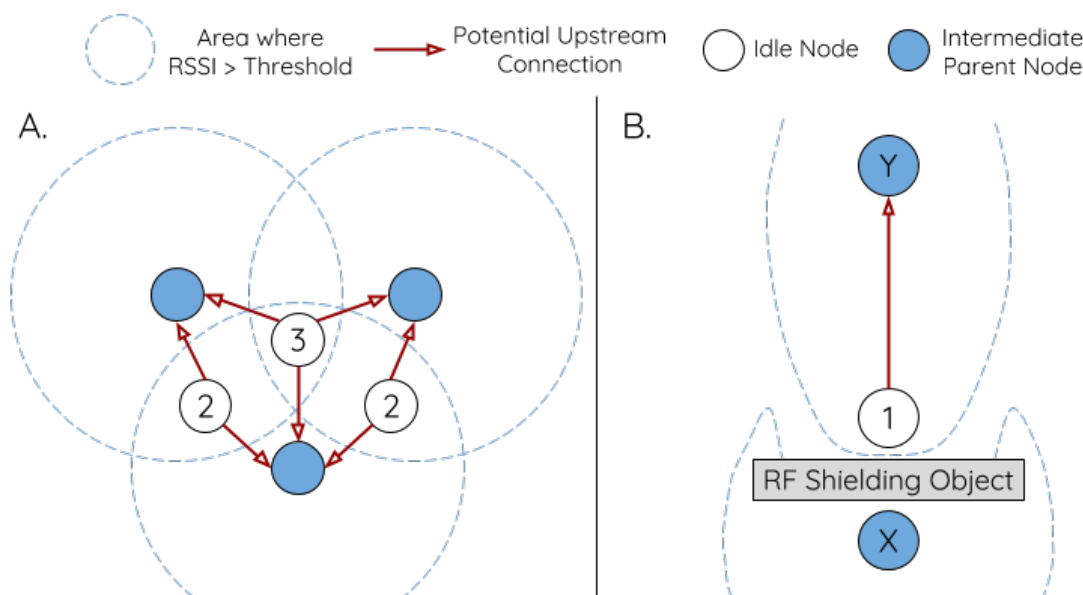 Area where
RSSI > Threshold
Potential Upstream
Connection
Idle Node
Intermediate
Parent Node
A.
3
2
2
B.
Y
1
RF Shielding Object
X